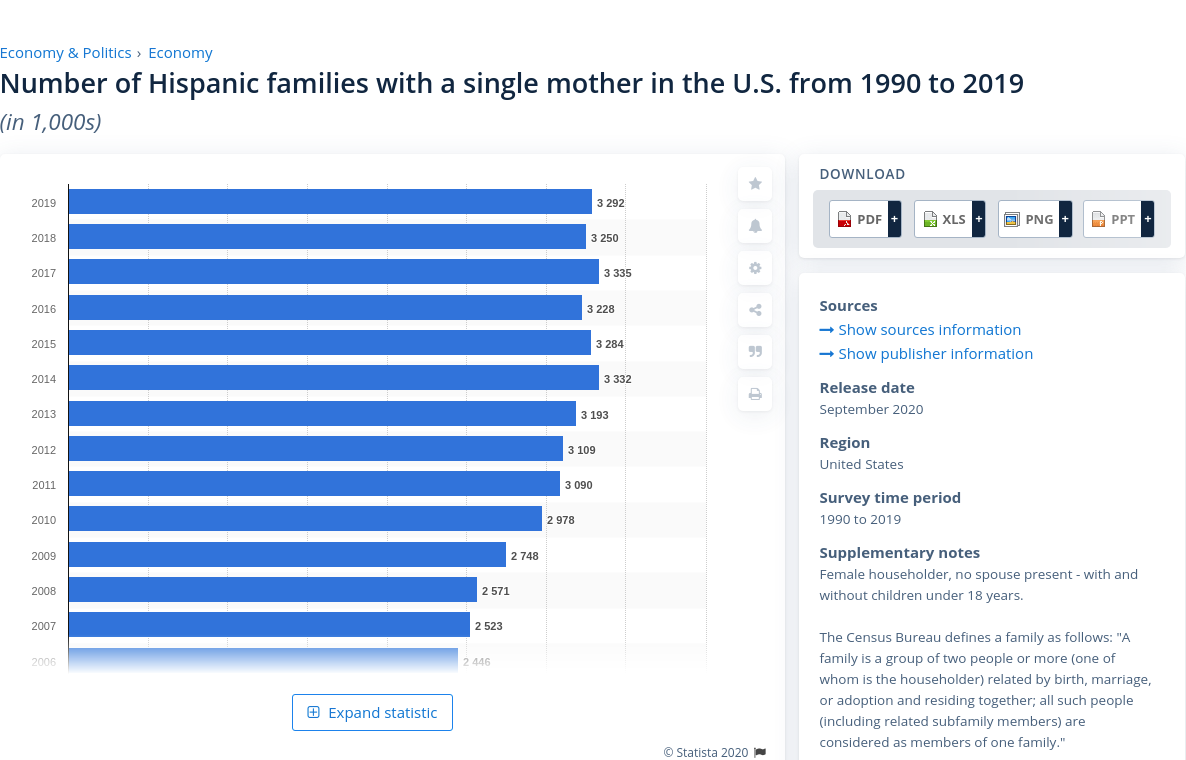 Economy & Politics › Economy
Number of Hispanic families with a single mother in the U.S. from 1990 to 2019
(in 1,000s)
2019 3 292
2018 3 250
2017 3 335
2016 3 228
2015 3 284
2014 3 332
2013 3 193
2012 3 109
2011 3 090
2010 2 978
2009 2 748
2008 2 571
2007 2 523
2006 2 446
Expand statistic
© Statista 2020
DOWNLOAD
PDF + XLS + PNG + PPT +
Sources
Show sources information
Show publisher information
Release date
September 2020
Region
United States
Survey time period
1990 to 2019
Supplementary notes
Female householder, no spouse present - with and
without children under 18 years.
The Census Bureau defines a family as follows: "A
family is a group of two people or more (one of
whom is the householder) related by birth, marriage,
or adoption and residing together; all such people
(including related subfamily members) are
considered as members of one family."